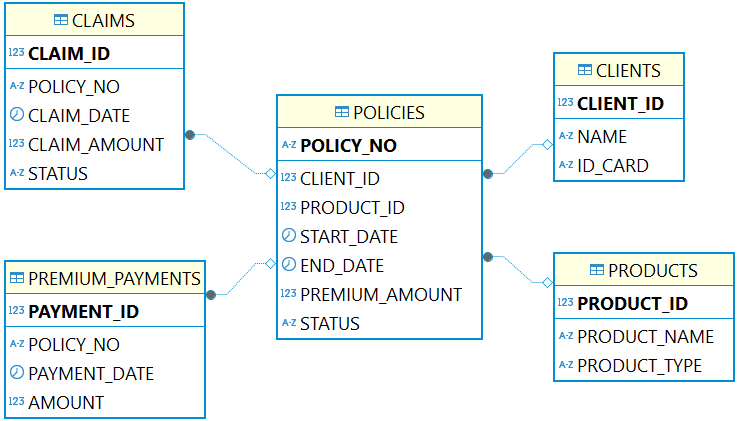 CLAIMS
123 CLAIM_ID
A-Z POLICY_NO
CLAIM_DATE
123 CLAIM_AMOUNT
A-Z STATUS
PREMIUM_PAYMENTS
123 PAYMENT_ID
A-Z POLICY_NO
PAYMENT_DATE
123 AMOUNT
POLICIES
A-Z POLICY_NO
123 CLIENT_ID
123 PRODUCT_ID
START_DATE
END_DATE
123 PREMIUM_AMOUNT
A-Z STATUS
CLIENTS
123 CLIENT_ID
A-Z NAME
A-Z ID_CARD
PRODUCTS
123 PRODUCT_ID
A-Z PRODUCT_NAME
A-Z PRODUCT_TYPE